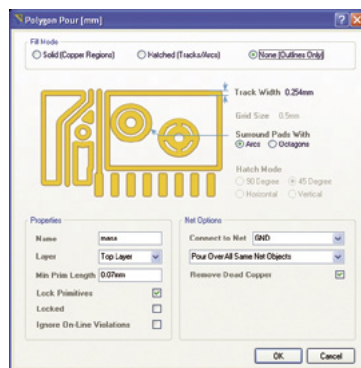 Polygon Pour [mm]
Fill Mode
Solid (Copper Regions)
Hatched (Tracks/Arcs)
None (Outlines Only)
Track Width 0.254mm
Grid Size 0.5mm
Surround Pads With
Arcs Octagons
Hatch Mode
90 Degree 45 Degree
Horizontal Vertical
Properties
Name masa
Layer Top Layer
Min Prim Length 0.07mm
Lock Primitives
Locked
Ignore On-Line Violations
Net Options
Connect to Net GND
Pour Over All Same Net Objects
Remove Dead Copper
OK Cancel